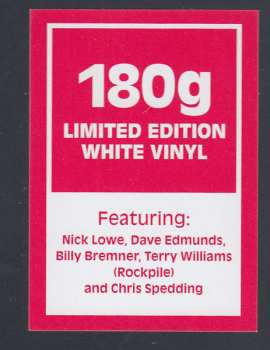 180g
LIMITED EDITION
WHITE VINYL
Featuring:
Nick Lowe, Dave Edmunds,
Billy Bremner, Terry Williams
(Rockpile)
and Chris Spedding